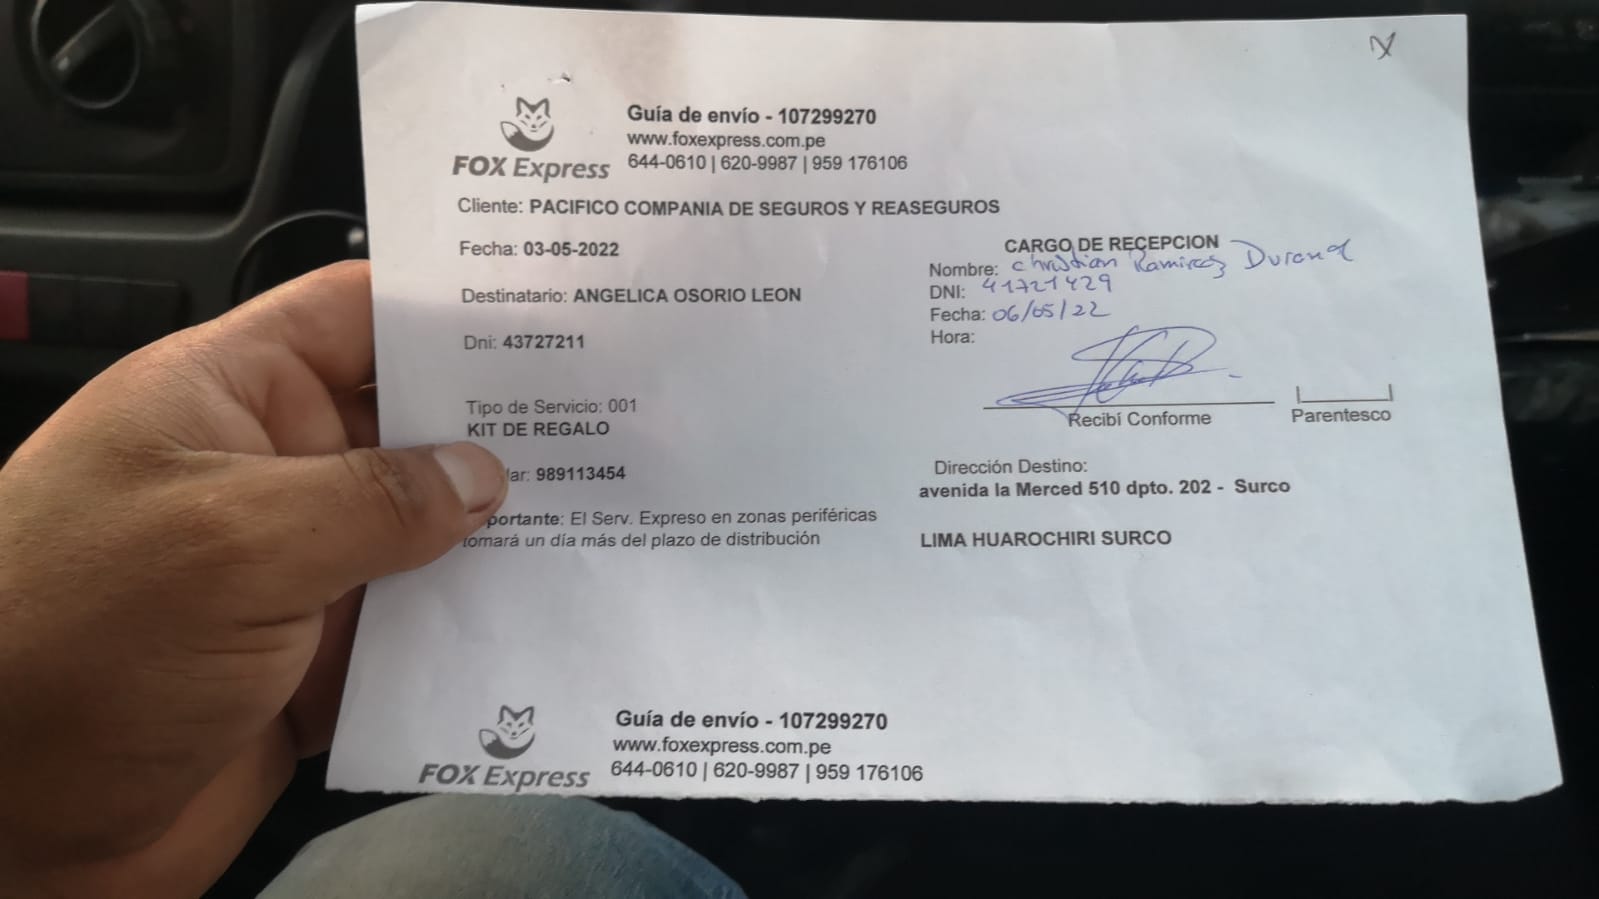 Guía de envío - 107299270
www.foxexpress.com.pe
FOX Express
644-0610 | 620-9987 | 959 176106
Cliente: PACIFICO COMPANIA DE SEGUROS Y REASEGUROS
Fecha: 03-05-2022
Destinatario: ANGELICA OSORIO LEON
Dni: 43727211
Tipo de Servicio: 001
KIT DE REGALO
lar: 989113454
portante: El Serv. Expreso en zonas periféricas
tomará un día más del plazo de distribución
CARGO DE RECEPCION
Nombre: Christian Ramirez Durand
DNI: 41721429
Fecha: 06/05/22
Hora:
Recibí Conforme
Parentesco
Dirección Destino:
avenida la Merced 510 dpto. 202 - Surco
LIMA HUAROCHIRI SURCO
Guía de envío - 107299270
www.foxexpress.com.pe
FOX Express
644-0610 | 620-9987 | 959 176106